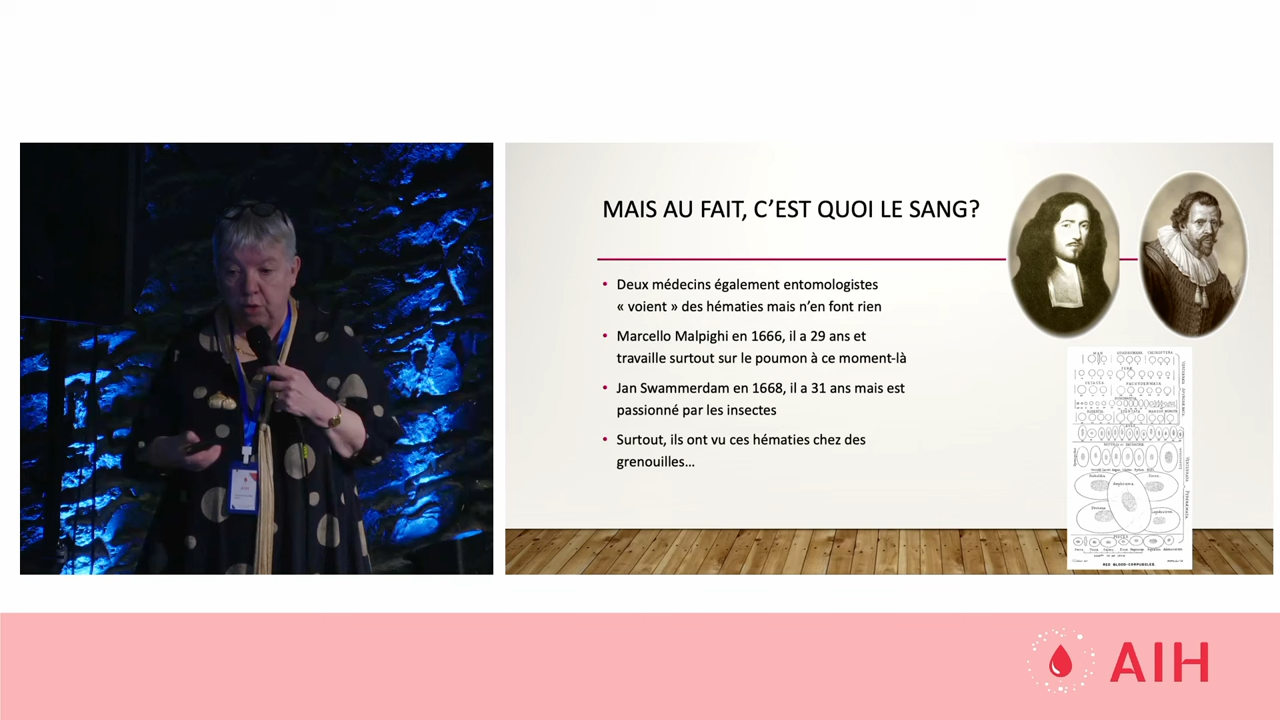 MAIS AU FAIT, C’EST QUOI LE SANG?
• Deux médecins également entomologistes
« voient » des hématies mais n’en font rien
• Marcello Malpighi en 1666, il a 29 ans et
travaille surtout sur le poumon à ce moment-là
• Jan Swammerdam en 1668, il a 31 ans mais est
passionné par les insectes
• Surtout, ils ont vu ces hématies chez des
grenouilles...
MAN
Amphiuma
Proteus
RED BLOOD-CORPUSCLES.
AIH